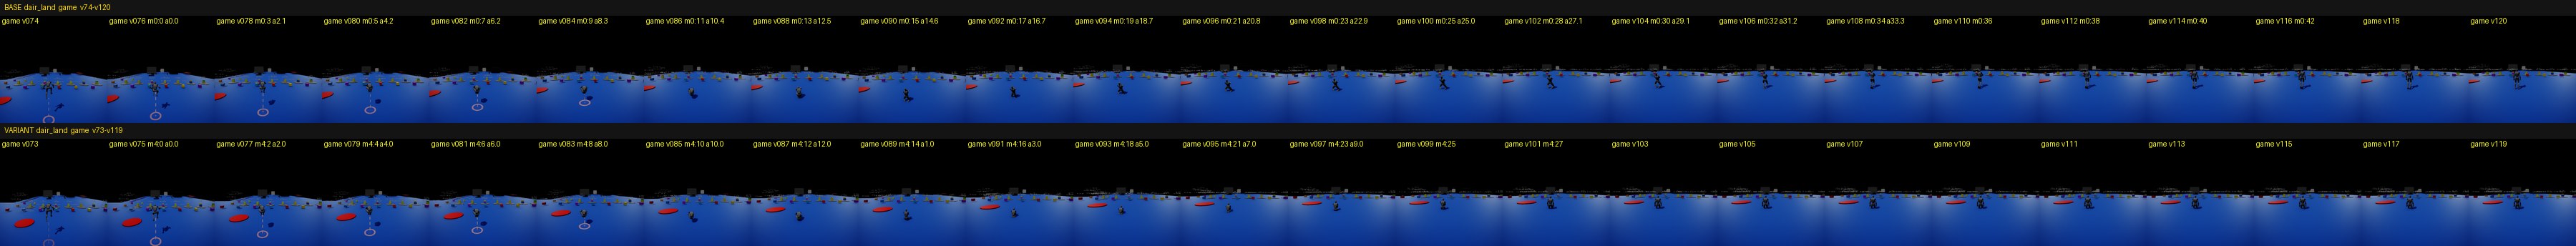 BASE dair_land game v74-v120
game v074 game v076 m0:0 a0.0 game v078 m0:3 a2.1 game v080 m0:5 a4.2 game v082 m0:7 a6.2 game v084 m0:9 a8.3 game v086 m0:11 a10.4 game v088 m0:13 a12.5 game v090 m0:15 a14.6 game v092 m0:17 a16.7 game v094 m0:19 a18.7 game v096 m0:21 a20.8 game v098 m0:23 a22.9 game v100 m0:25 a25.0 game v102 m0:28 a27.1 game v104 m0:30 a29.1 game v106 m0:32 a31.2 game v108 m0:34 a33.3 game v110 m0:36 game v112 m0:38 game v114 m0:40 game v116 m0:42 game v118 game v120
VARIANT dair_land game v73-v119
game v073 game v075 m4:0 a0.0 game v077 m4:2 a2.0 game v079 m4:4 a4.0 game v081 m4:6 a6.0 game v083 m4:8 a8.0 game v085 m4:10 a10.0 game v087 m4:12 a12.0 game v089 m4:14 a1.0 game v091 m4:16 a3.0 game v093 m4:18 a5.0 game v095 m4:21 a7.0 game v097 m4:23 a9.0 game v099 m4:25 game v101 m4:27 game v103 game v105 game v107 game v109 game v111 game v113 game v115 game v117 game v119